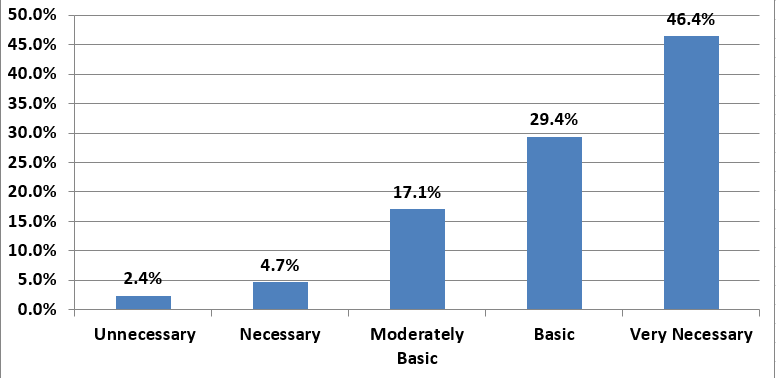 50.0%
45.0%
40.0%
35.0%
30.0%
25.0%
20.0%
15.0%
10.0%
5.0%
0.0%
2.4%
4.7%
17.1%
29.4%
46.4%
Unnecessary
Necessary
Moderately
Basic
Basic
Very Necessary